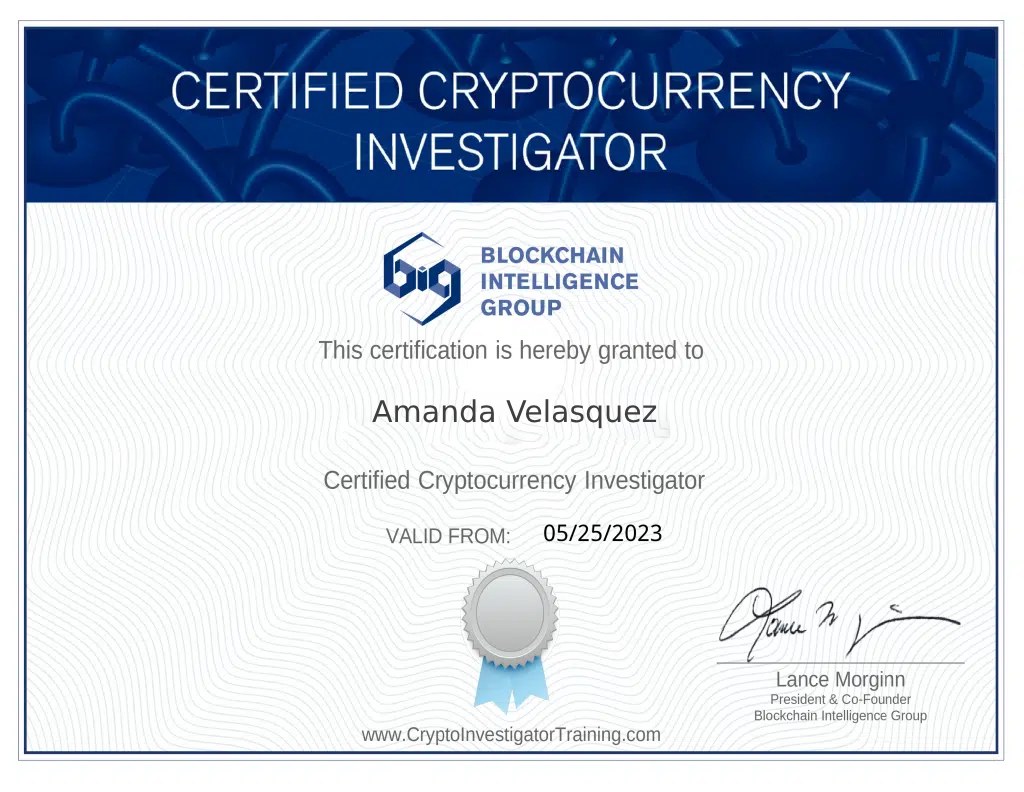 CERTIFIED CRYPTOCURRENCY
INVESTIGATOR
big
BLOCKCHAIN
INTELLIGENCE
GROUP
This certification is hereby granted to
Amanda Velasquez
Certified Cryptocurrency Investigator
VALID FROM: 05/25/2023
Lance Morginn
President & Co-Founder
Blockchain Intelligence Group
www.CryptoInvestigatorTraining.com